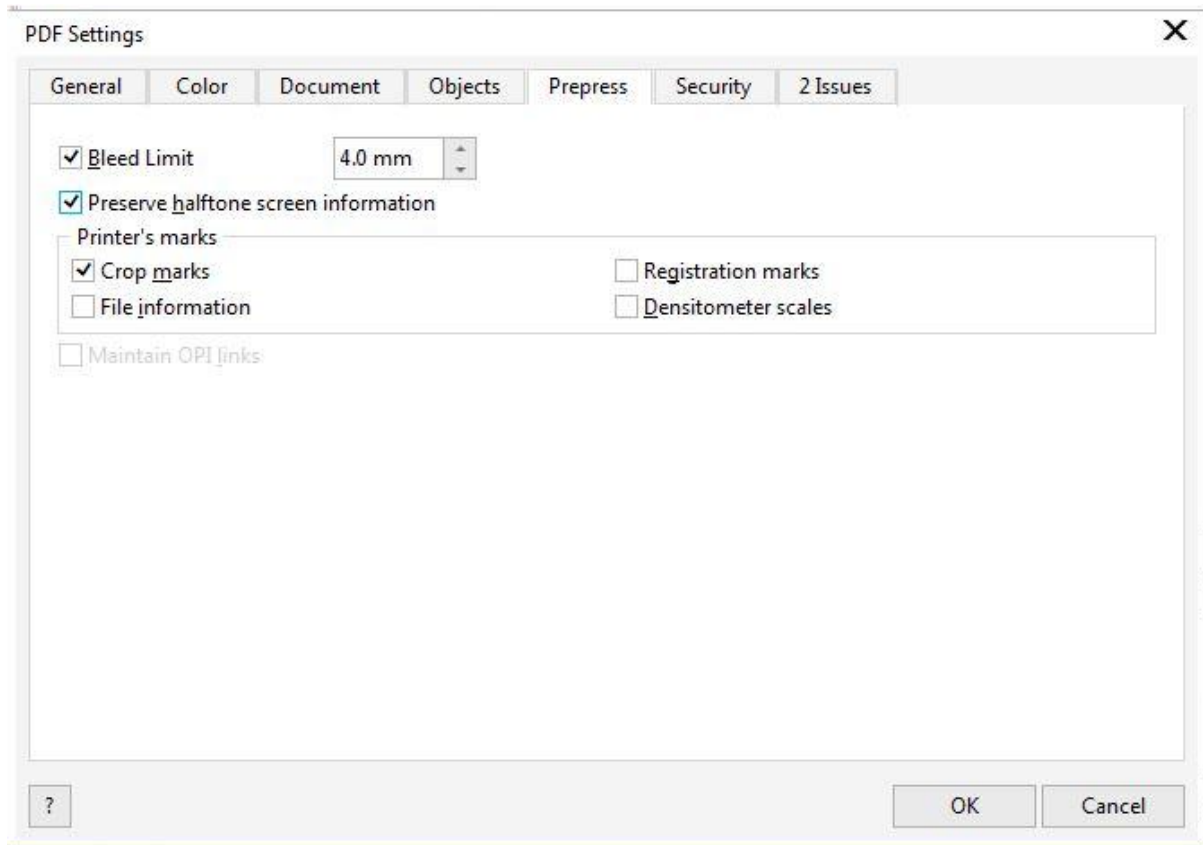 PDF Settings
General Color Document Objects Prepress Security 2 Issues
Bleed Limit 4.0 mm
Preserve halftone screen information
Printer's marks
Crop marks Registration marks
File information Densitometer scales
Maintain OPI links
? OK Cancel